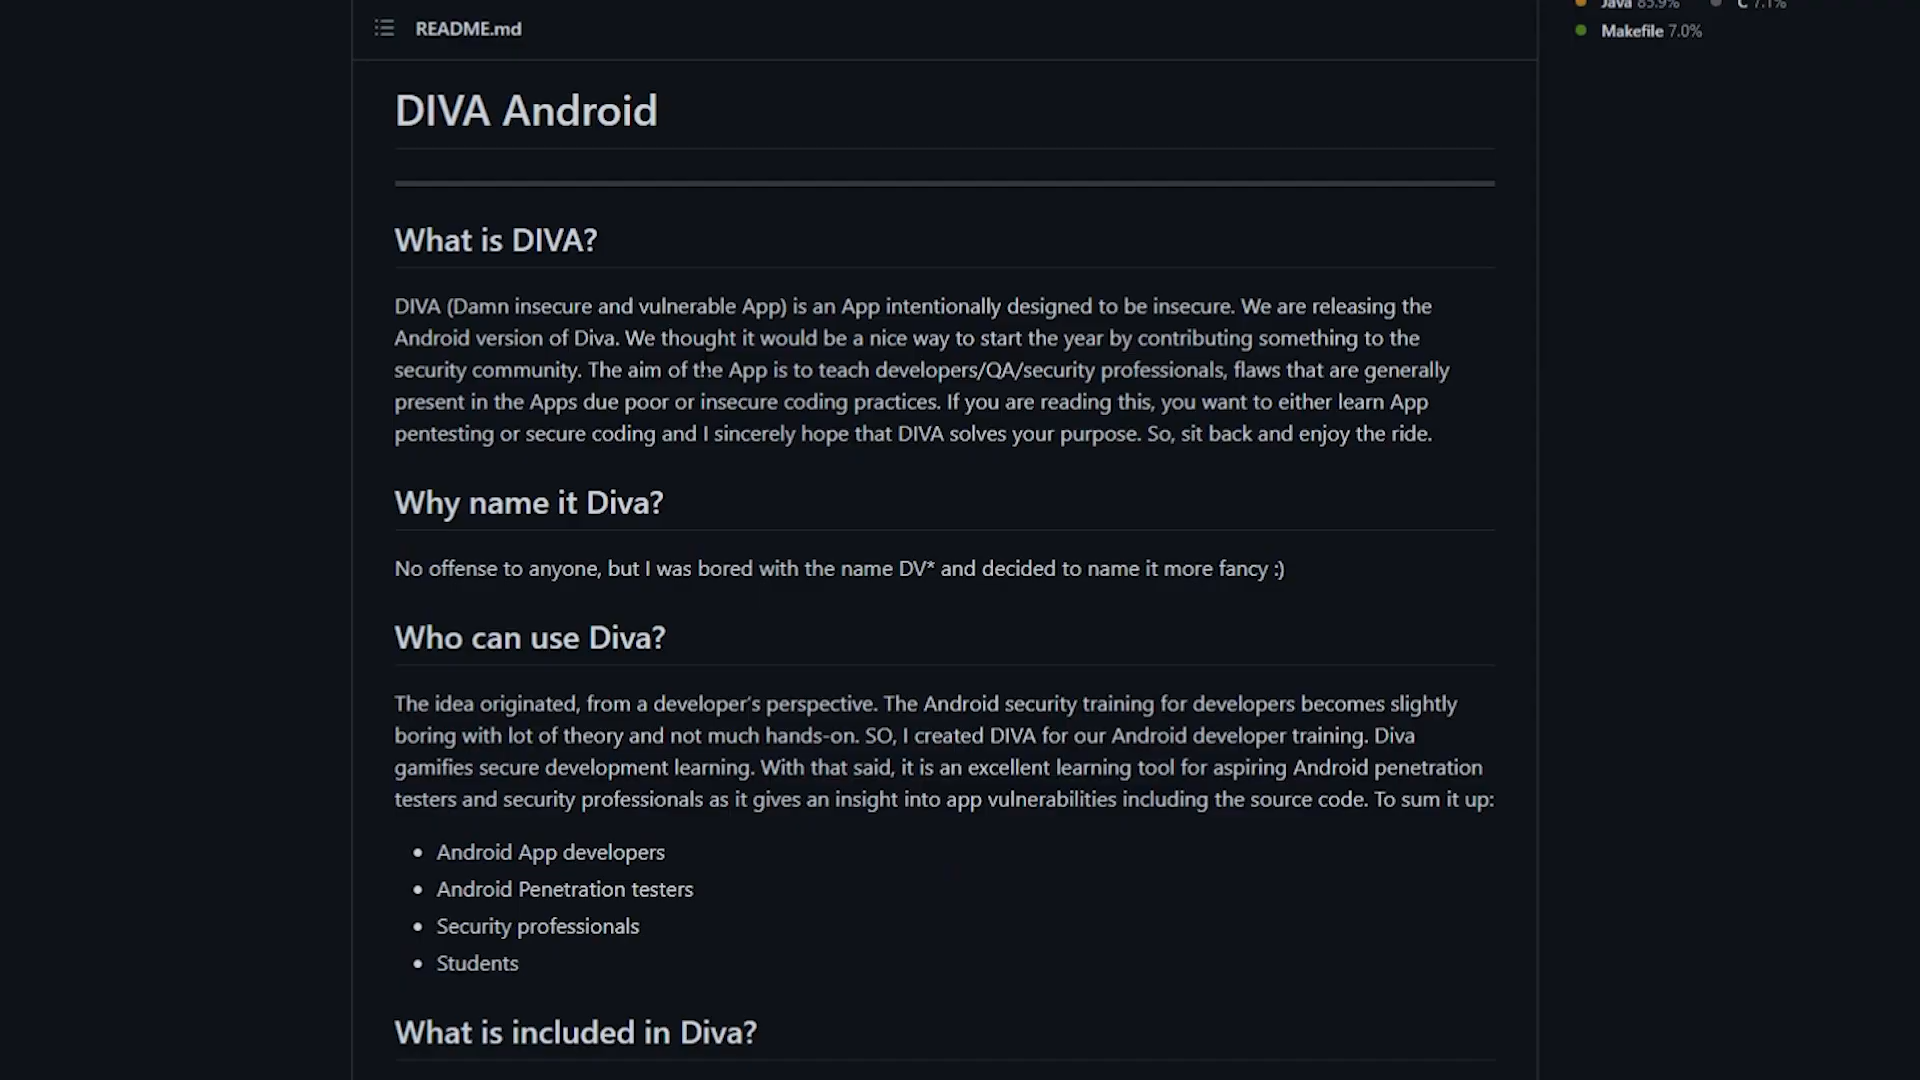 README.md
Java 85.9% C 7.1%
Makefile 7.0%
DIVA Android
What is DIVA?
DIVA (Damn insecure and vulnerable App) is an App intentionally designed to be insecure. We are releasing the
Android version of Diva. We thought it would be a nice way to start the year by contributing something to the
security community. The aim of the App is to teach developers/QA/security professionals, flaws that are generally
present in the Apps due poor or insecure coding practices. If you are reading this, you want to either learn App
pentesting or secure coding and I sincerely hope that DIVA solves your purpose. So, sit back and enjoy the ride.
Why name it Diva?
No offense to anyone, but I was bored with the name DV* and decided to name it more fancy :)
Who can use Diva?
The idea originated, from a developer's perspective. The Android security training for developers becomes slightly
boring with lot of theory and not much hands-on. SO, I created DIVA for our Android developer training. Diva
gamifies secure development learning. With that said, it is an excellent learning tool for aspiring Android penetration
testers and security professionals as it gives an insight into app vulnerabilities including the source code. To sum it up:
• Android App developers
• Android Penetration testers
• Security professionals
• Students
What is included in Diva?